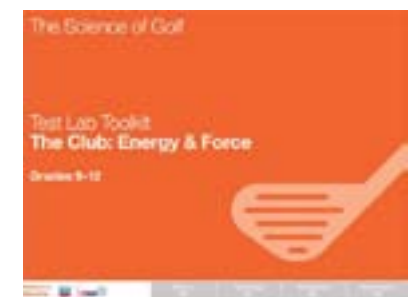 The Science of Golf
Test Lab Toolkit
The Club: Energy & Force
Grades 9–12